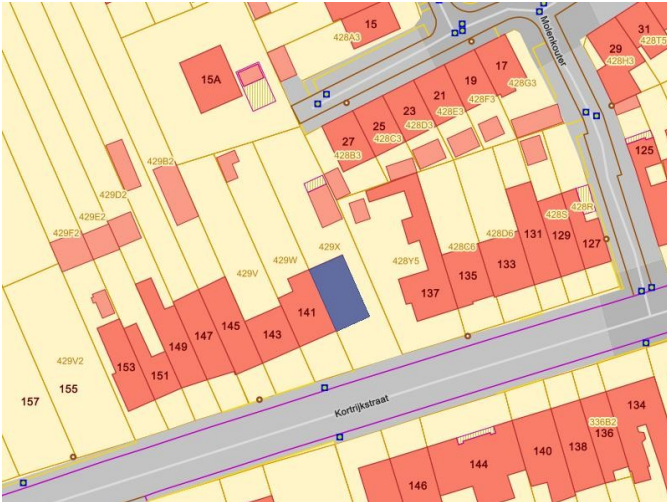 15
428A3
Molenkouter
31
428T5
29
428H3
15A
17
19
428G3
21
428F3
23
428E3
25
428D3
27
428C3
428B3
125
429B2
429D2
429E2
429F2
428R
428S
131
129
127
428D6
133
428C6
135
428Y5
137
429X
429W
429V
141
143
145
147
149
151
153
429V2
155
157
Kortrijkstraat
134
336B2
136
138
140
144
146